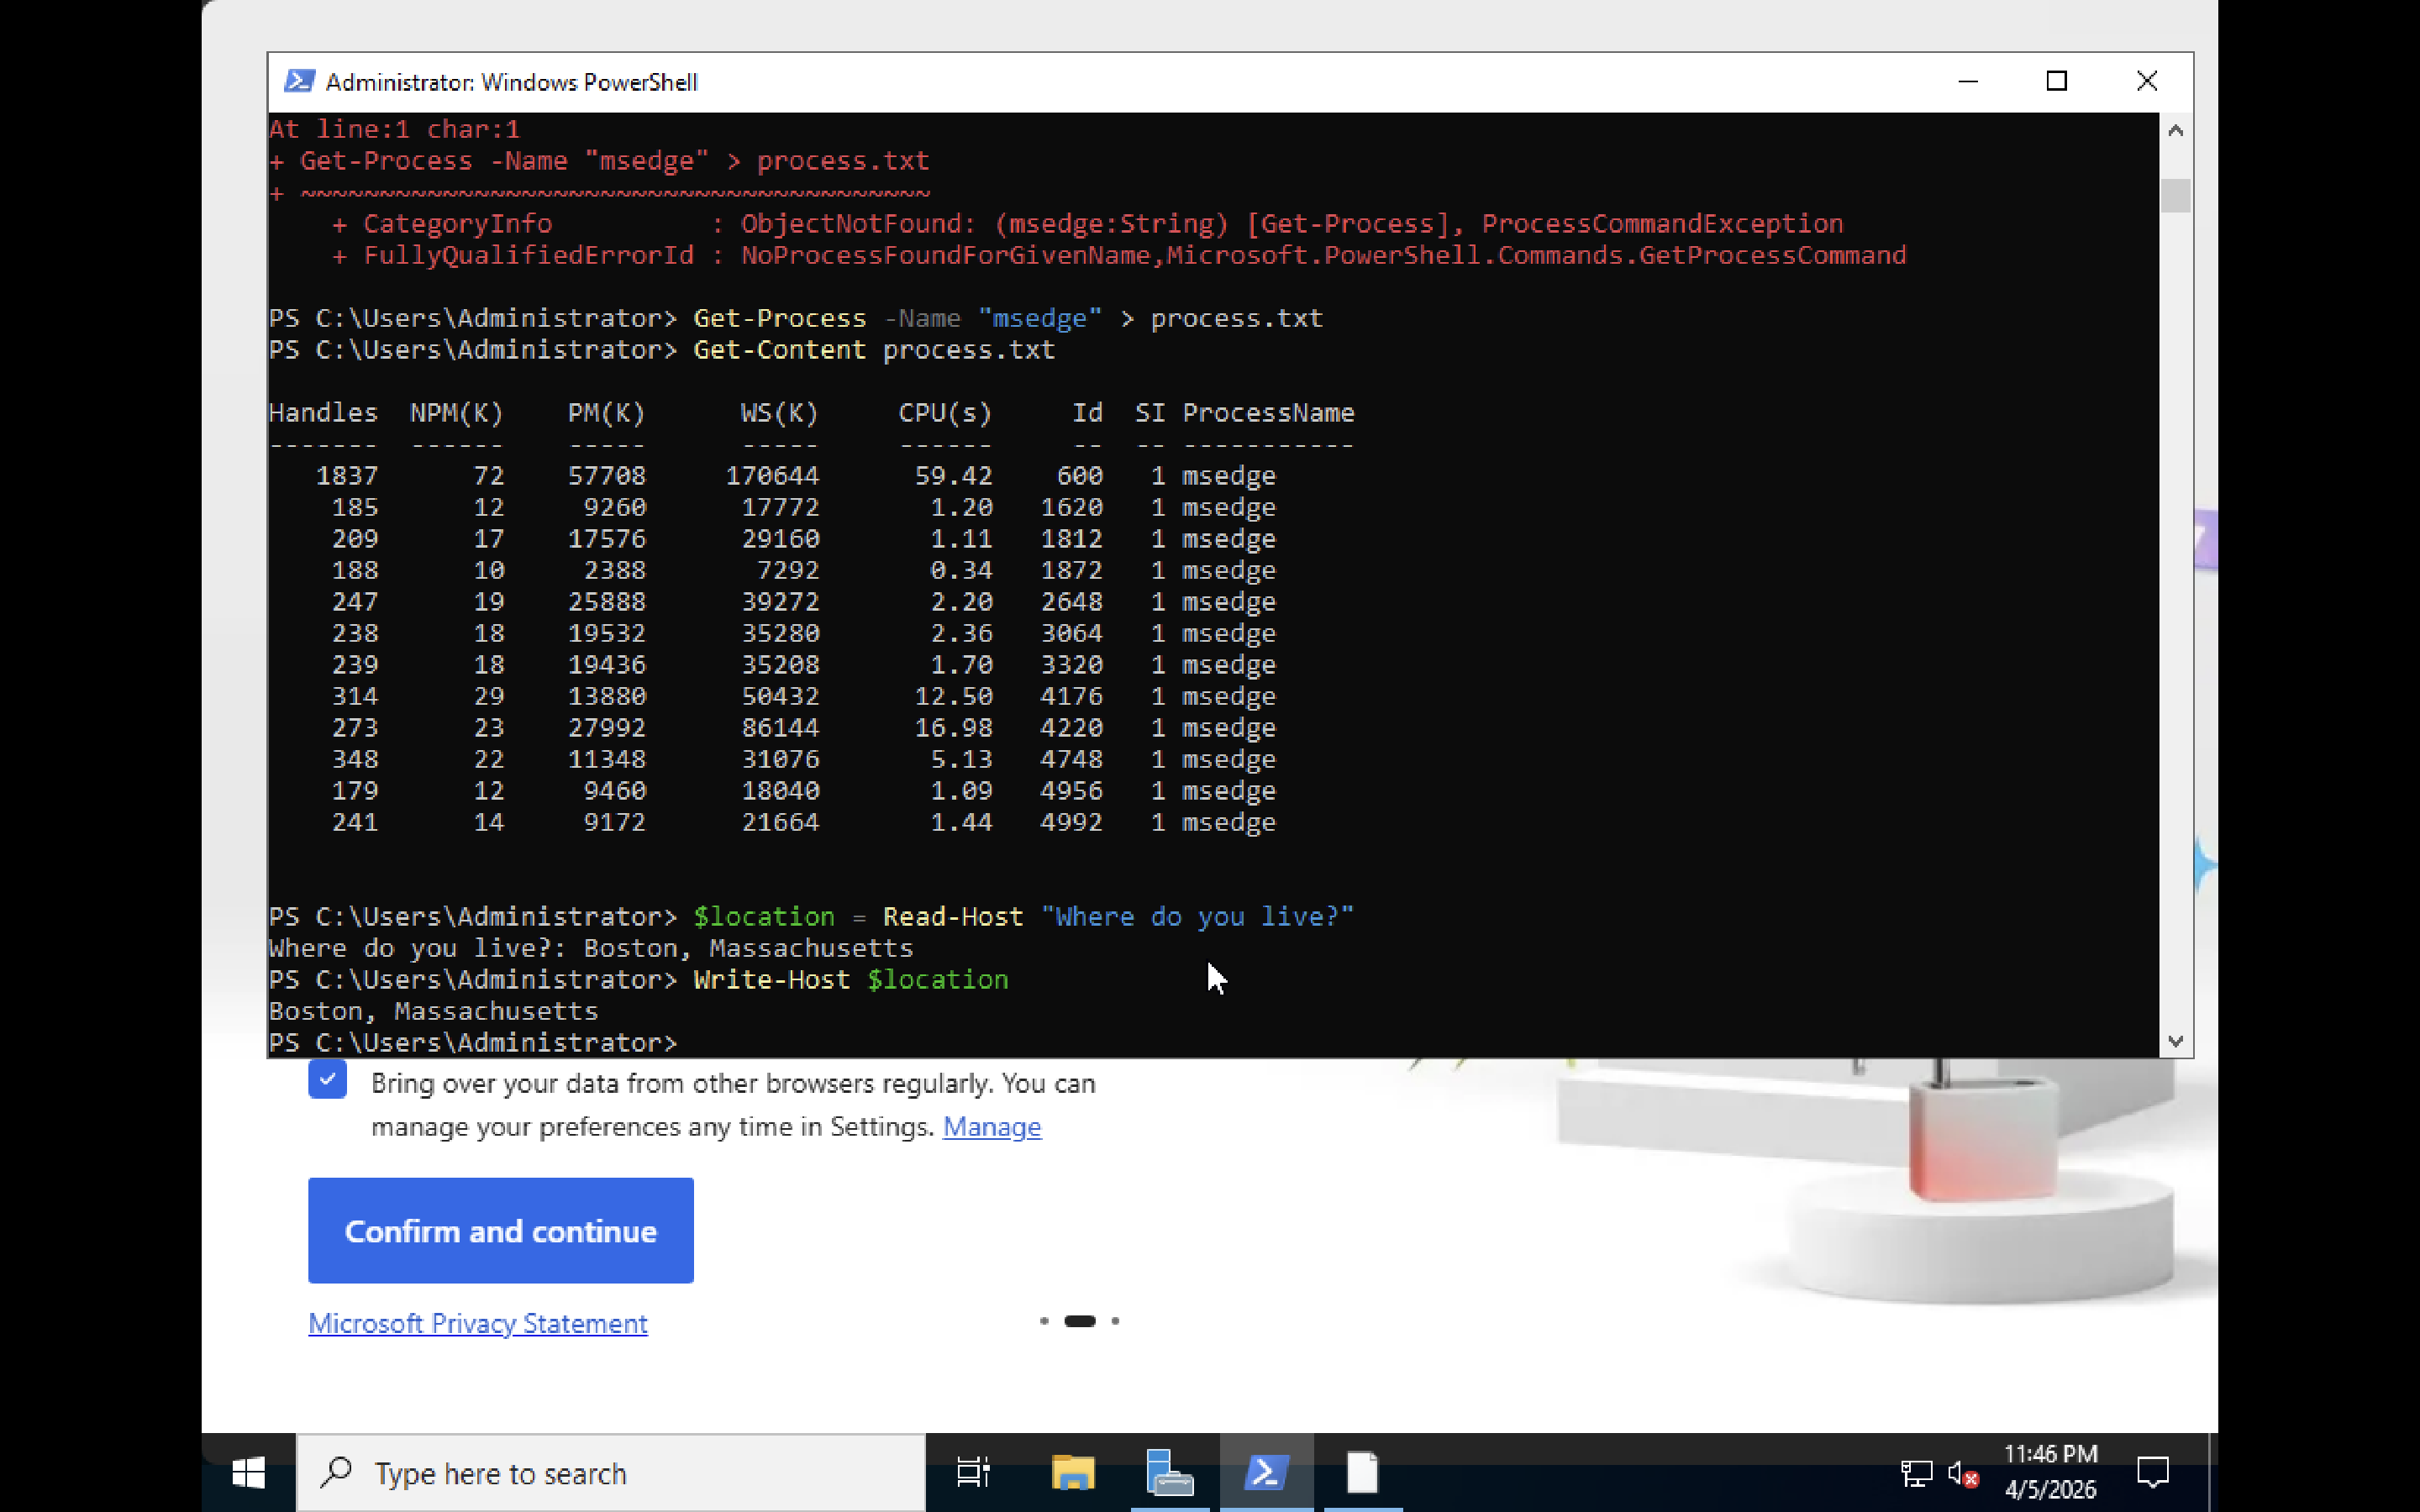 Administrator: Windows PowerShell
At line:1 char:1
+ Get-Process -Name "msedge" > process.txt
+ ~~~~~~~~~~~~~~~~~~~~~~~~~~~~~~~~~~~~~~~~
    + CategoryInfo          : ObjectNotFound: (msedge:String) [Get-Process], ProcessCommandException
    + FullyQualifiedErrorId : NoProcessFoundForGivenName,Microsoft.PowerShell.Commands.GetProcessCommand
PS C:\Users\Administrator> Get-Process -Name "msedge" > process.txt
PS C:\Users\Administrator> Get-Content process.txt
Handles  NPM(K)    PM(K)      WS(K)     CPU(s)     Id  SI ProcessName
-------  ------    -----      -----     ------     --  -- -----------
   1837      72    57708     170644      59.42    600   1 msedge
    185      12     9260      17772       1.20   1620   1 msedge
    209      17    17576      29160       1.11   1812   1 msedge
    188      10     2388       7292       0.34   1872   1 msedge
    247      19    25888      39272       2.20   2648   1 msedge
    238      18    19532      35280       2.36   3064   1 msedge
    239      18    19436      35208       1.70   3320   1 msedge
    314      29    13880      50432      12.50   4176   1 msedge
    273      23    27992      86144      16.98   4220   1 msedge
    348      22    11348      31076       5.13   4748   1 msedge
    179      12     9460      18040       1.09   4956   1 msedge
    241      14     9172      21664       1.44   4992   1 msedge
PS C:\Users\Administrator> $location = Read-Host "Where do you live?"
Where do you live?: Boston, Massachusetts
PS C:\Users\Administrator> Write-Host $location
Boston, Massachusetts
PS C:\Users\Administrator>
Bring over your data from other browsers regularly. You can
manage your preferences any time in Settings. Manage
Confirm and continue
Microsoft Privacy Statement
Type here to search
11:46 PM
4/5/2026